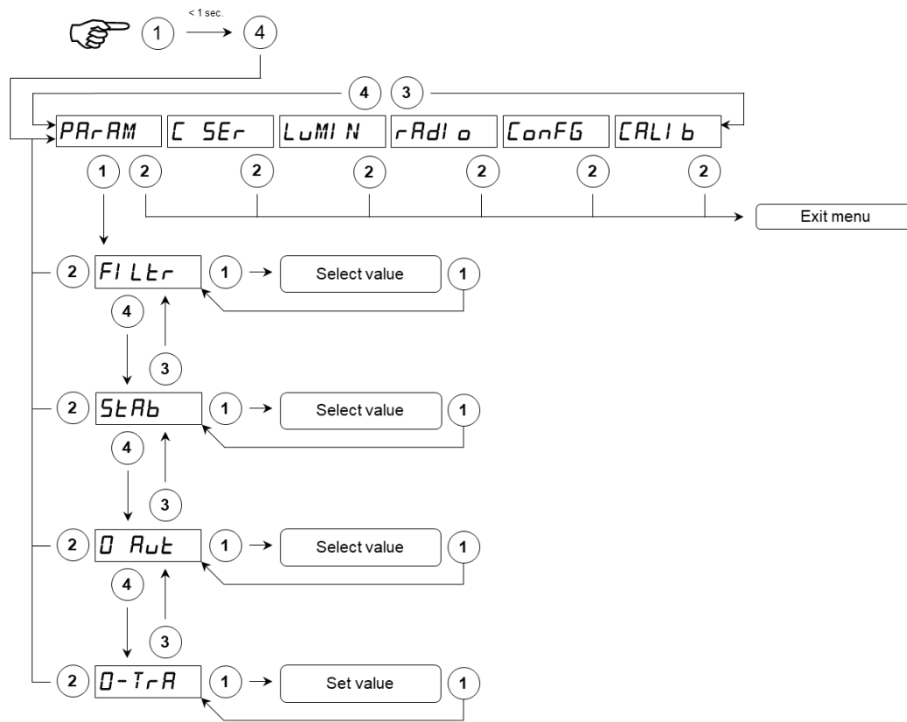 < 1 sec.
1 4
4 3
PArAM C SEr LuMI N rAdI o ConFG CALI b
1 2 2 2 2 2 2
Exit menu
2 FI Ltr 1 Select value 1
4
3
2 StAb 1 Select value 1
4
3
2 0 Aut 1 Select value 1
4
3
2 0-TrA 1 Set value 1